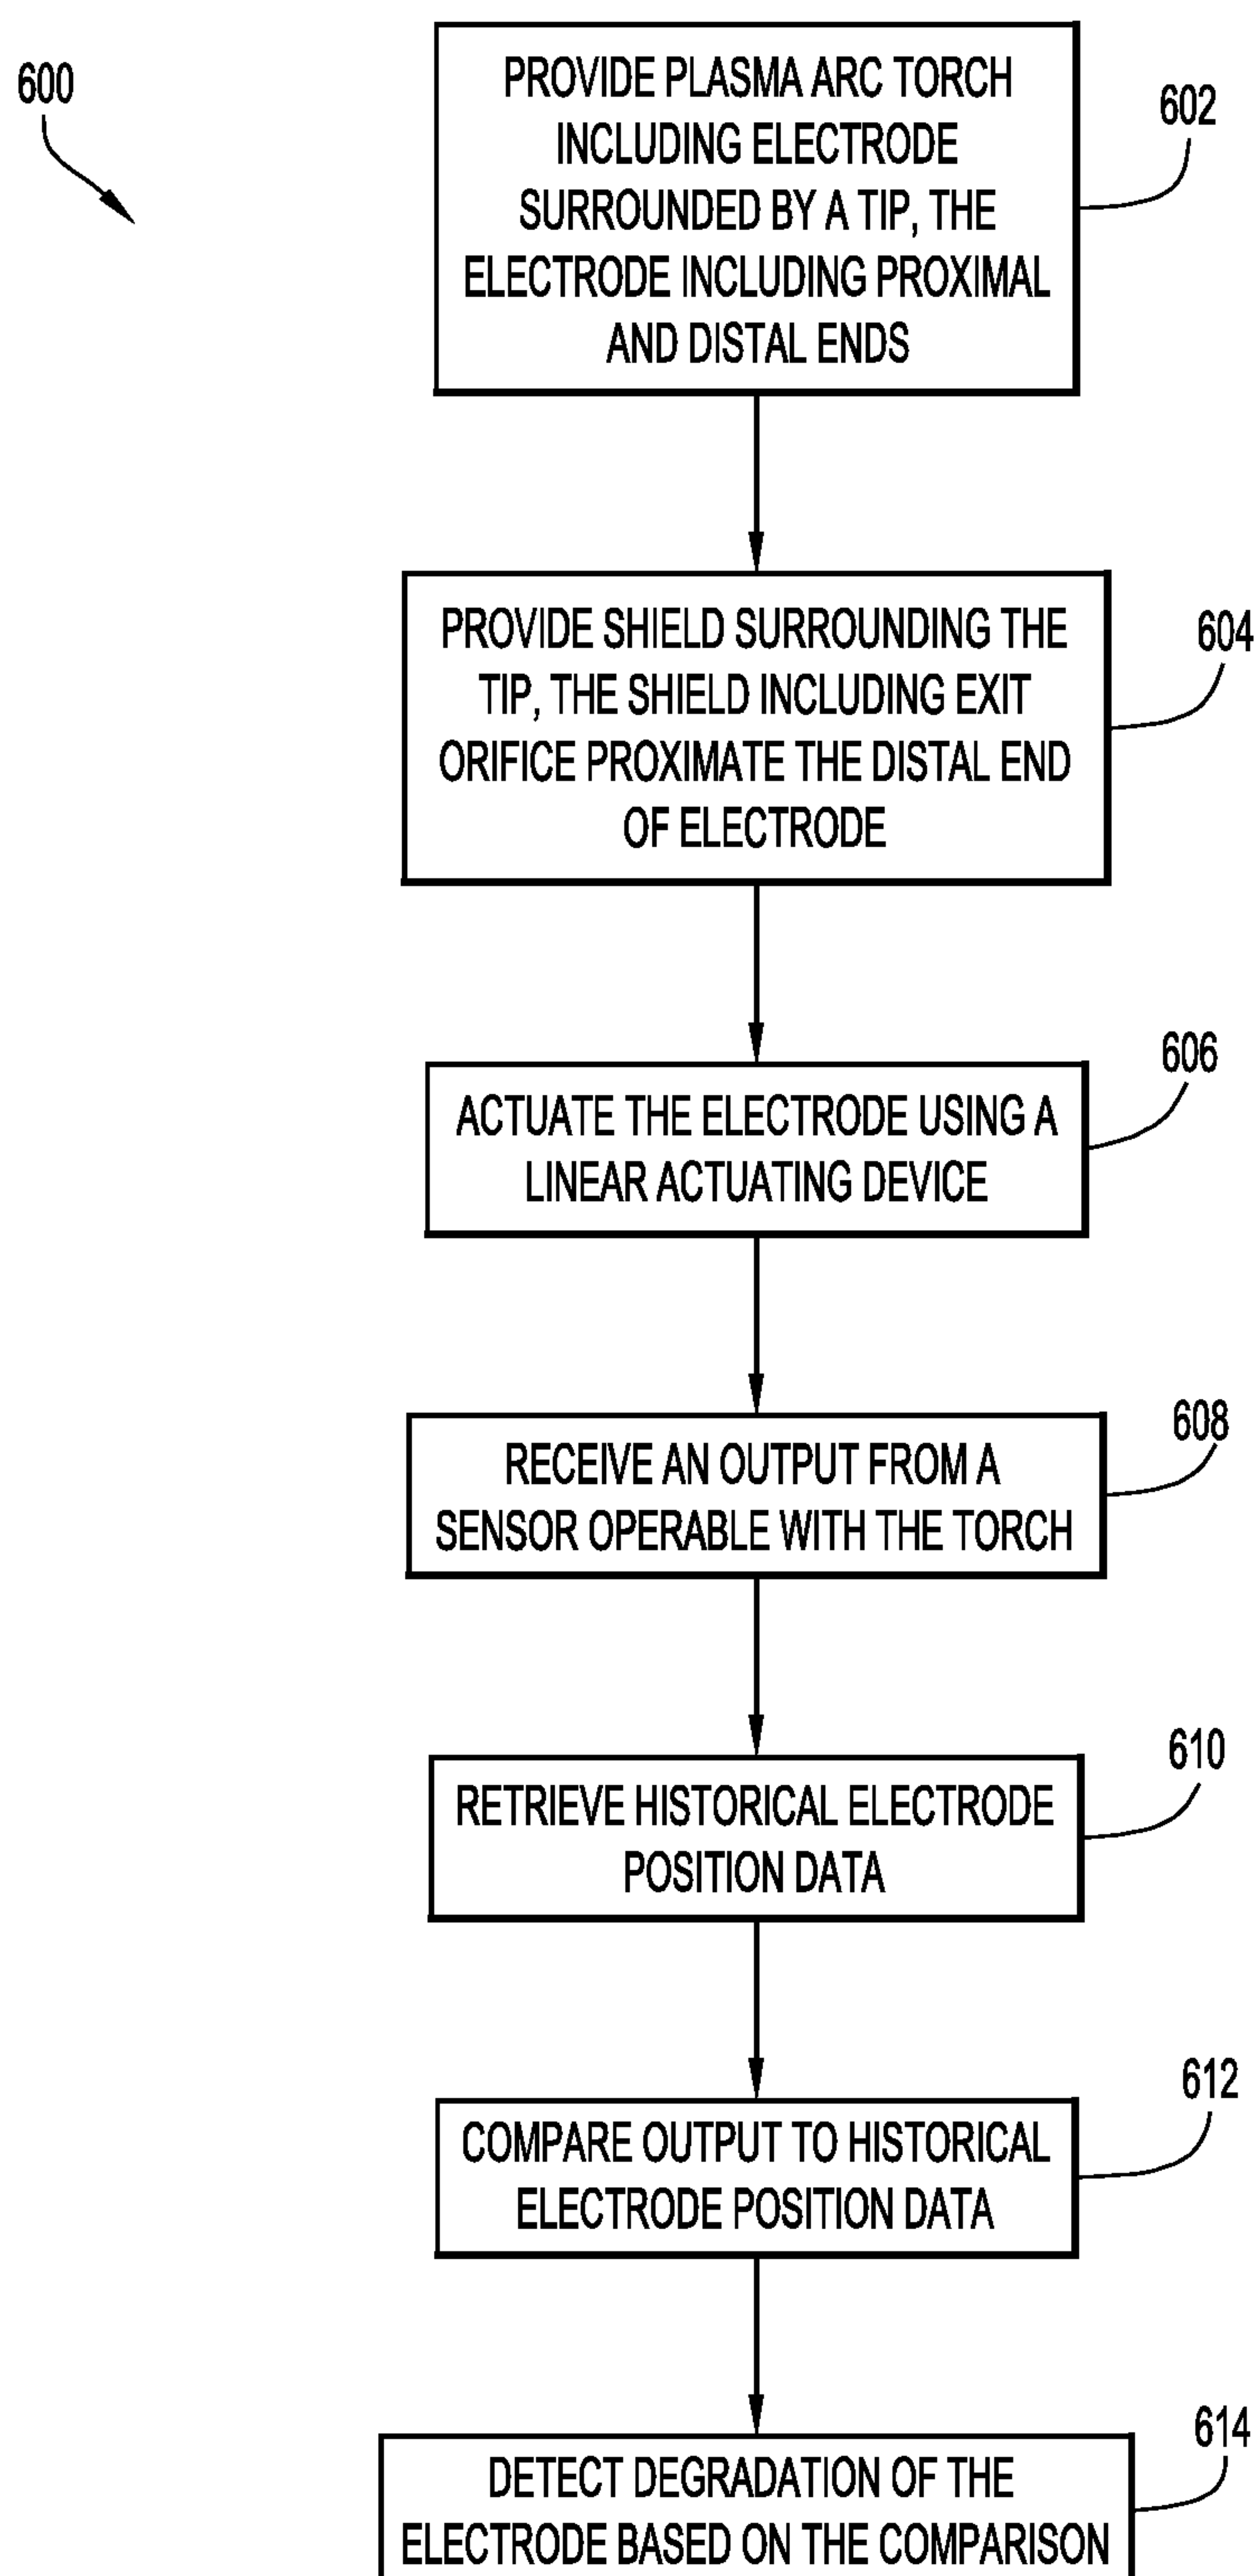 600
PROVIDE PLASMA ARC TORCH
INCLUDING ELECTRODE
SURROUNDED BY A TIP, THE
ELECTRODE INCLUDING PROXIMAL
AND DISTAL ENDS
602
PROVIDE SHIELD SURROUNDING THE
TIP, THE SHIELD INCLUDING EXIT
ORIFICE PROXIMATE THE DISTAL END
OF ELECTRODE
604
ACTUATE THE ELECTRODE USING A
LINEAR ACTUATING DEVICE
606
RECEIVE AN OUTPUT FROM A
SENSOR OPERABLE WITH THE TORCH
608
RETRIEVE HISTORICAL ELECTRODE
POSITION DATA
610
COMPARE OUTPUT TO HISTORICAL
ELECTRODE POSITION DATA
612
DETECT DEGRADATION OF THE
ELECTRODE BASED ON THE COMPARISON
614